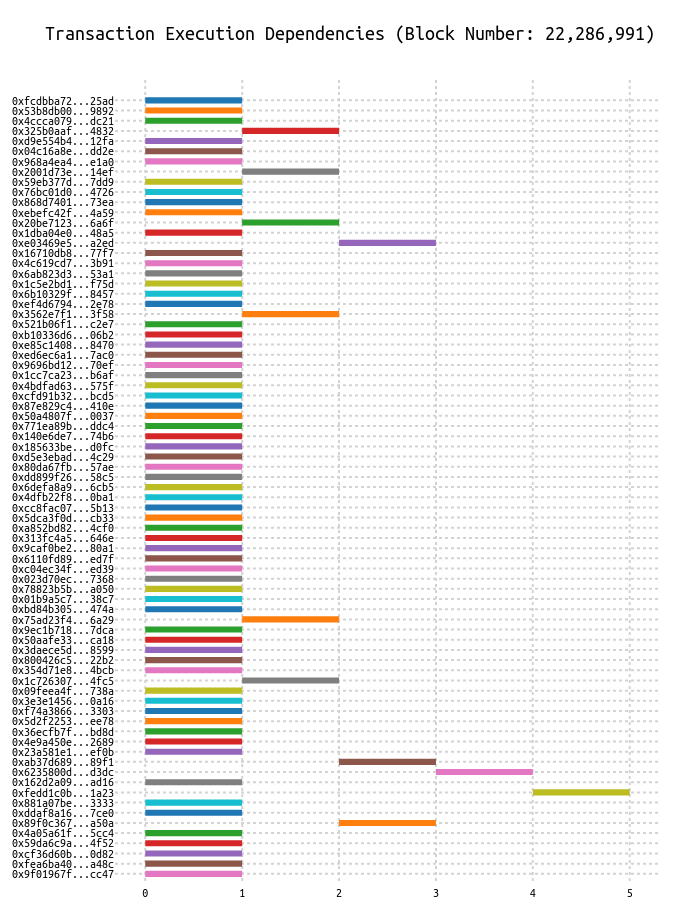 Transaction Execution Dependencies (Block Number: 22,286,991)
0xfcdbba72...25ad
0x53b8db00...9892
0x4ccca079...dc21
0x325b0aaf...4832
0xd9e554b4...12fa
0x04c16a8e...dd2e
0x968a4ea4...e1a0
0x2001d73e...14ef
0x59eb377d...7dd9
0x76bc01d0...4726
0x868d7401...73ea
0xebefc42f...4a59
0x20be7123...6a6f
0x1dba04e0...48a5
0xe03469e5...a2ed
0x16710db8...77f7
0x4c619cd7...3b91
0x6ab823d3...53a1
0x1c5e2bd1...f75d
0x6b10329f...8457
0xef4d6794...2e78
0x3562e7f1...3f58
0x521b06f1...c2e7
0xb10336d6...06b2
0xe85c1408...8470
0xed6ec6a1...7ac0
0x9696bd12...70ef
0x1cc7ca23...b6af
0x4bdfad63...575f
0xcfd91b32...bcd5
0x87e829c4...410e
0x50a4807f...0037
0x771ea89b...ddc4
0x140e6de7...74b6
0x185633be...d0fc
0xd5e3ebad...4c29
0x80da67fb...57ae
0xdd899f26...58c5
0x6defa8a9...6cb5
0x4dfb22f8...0ba1
0xcc8fac07...5b13
0x5dca3f0d...cb33
0xa852bd82...4cf0
0x313fc4a5...646e
0x9caf0be2...80a1
0x6110fd89...ed7f
0xc04ec34f...ed39
0x023d70ec...7368
0x78823b5b...a050
0x01b9a5c7...38c7
0xbd84b305...474a
0x75ad23f4...6a29
0x9ec1b718...7dca
0x50aafe33...ca18
0x3daece5d...8599
0x800426c5...22b2
0x354d71e8...4bcb
0x1c726307...4fc5
0x09feea4f...738a
0x3e3e1456...0a16
0xf74a3866...3303
0x5d2f2253...ee78
0x36ecfb7f...bd8d
0x4e9a450e...2689
0x23a581e1...ef0b
0xab37d689...89f1
0x6235800d...d3dc
0x162d2a09...ad16
0xfedd1c0b...1a23
0x881a07be...3333
0xddaf8a16...7ce0
0x89f0c367...a50a
0x4a05a61f...5cc4
0x59da6c9a...4f52
0xcf36d60b...0d82
0xfea6ba40...a48c
0x9f01967f...cc47
0 1 2 3 4 5